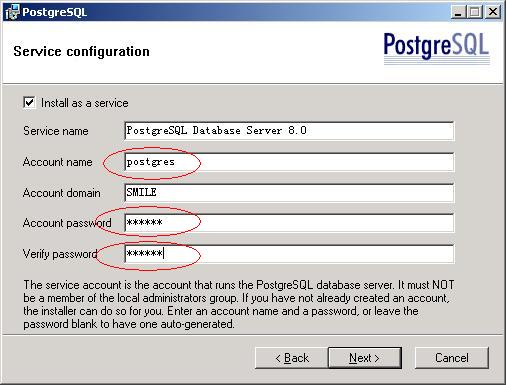 PostgreSQL
Service configuration
PostgreSQL
Install as a service
Service name PostgreSQL Database Server 8.0
Account name postgres
Account domain SMILE
Account password ******
Verify password ******
The service account is the account that runs the PostgreSQL database server. It must NOT
be a member of the local administrators group. If you have not already created an account,
the installer can do so for you. Enter an account name and a password, or leave the
password blank to have one auto-generated.
< Back Next > Cancel